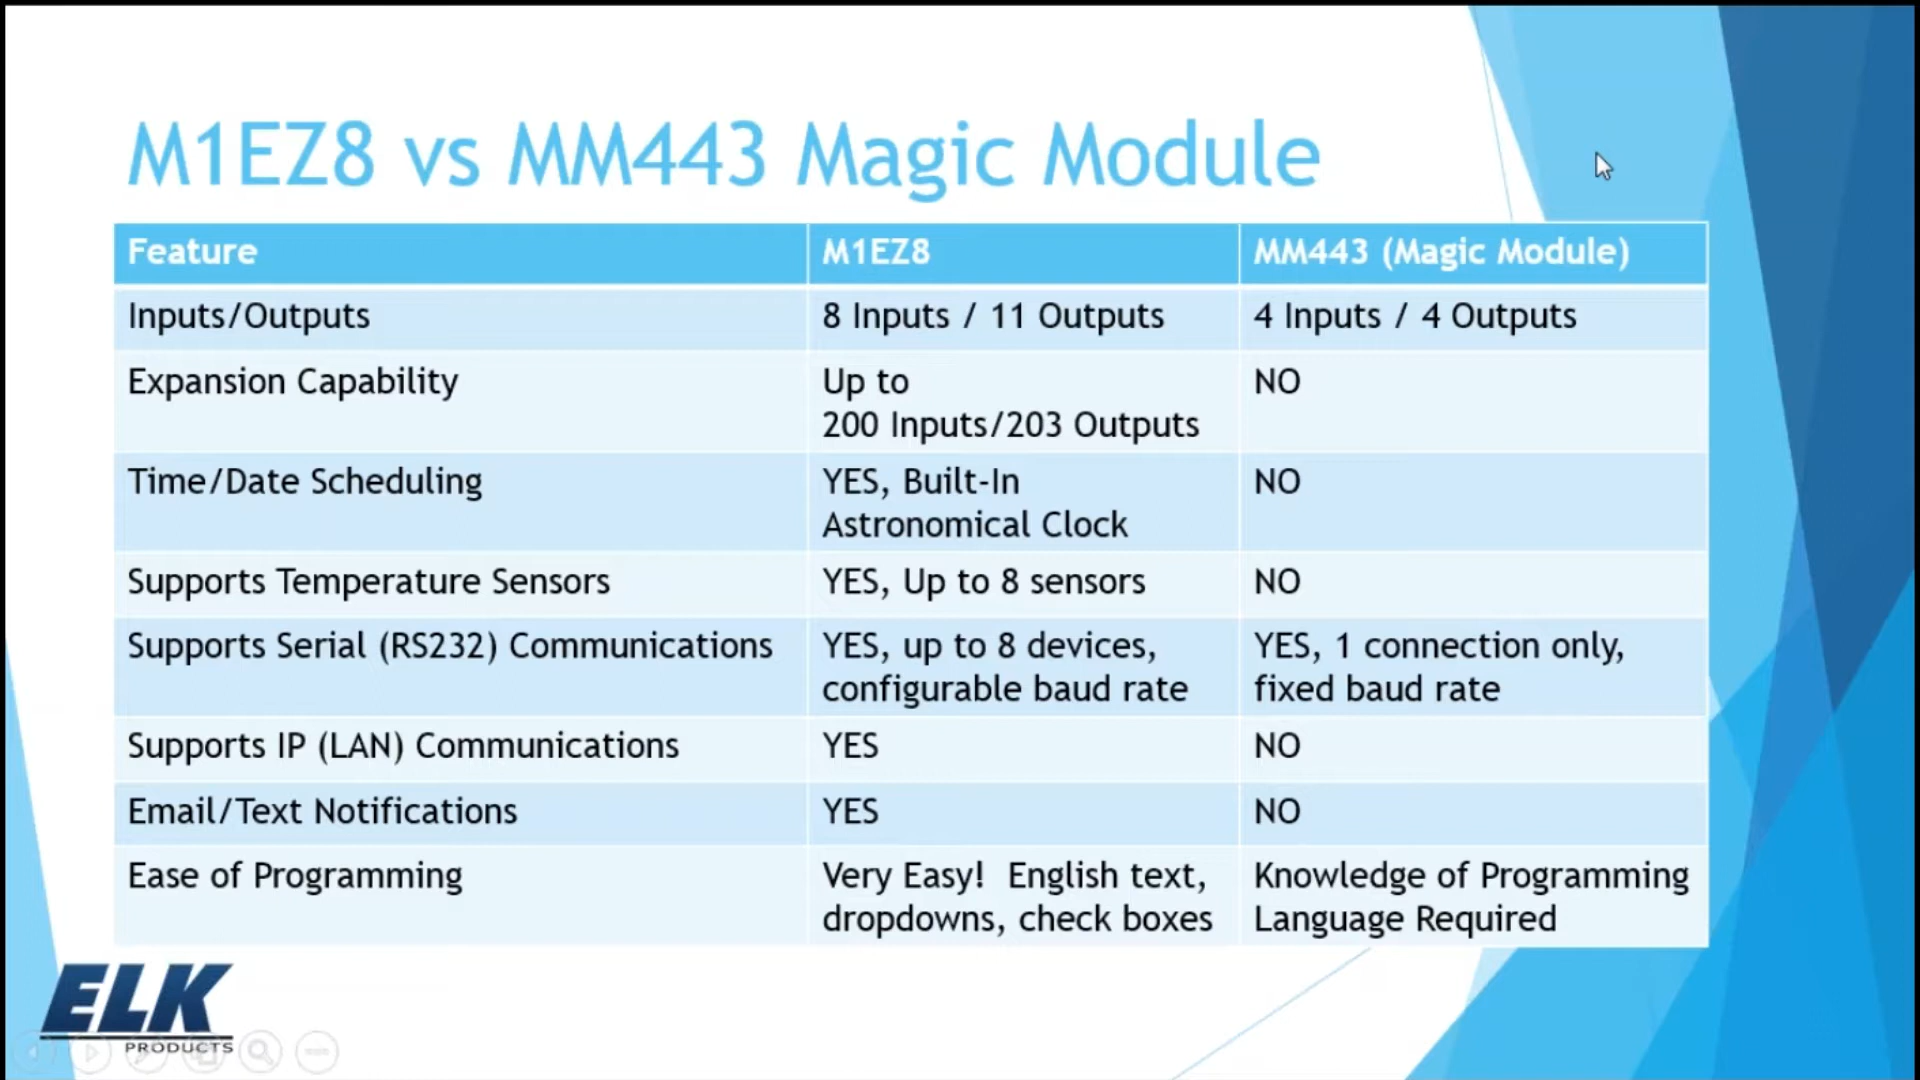 M1EZ8 vs MM443 Magic Module
Feature M1EZ8 MM443 (Magic Module)
Inputs/Outputs 8 Inputs / 11 Outputs 4 Inputs / 4 Outputs
Expansion Capability Up to NO
200 Inputs/203 Outputs
Time/Date Scheduling YES, Built-In NO
Astronomical Clock
Supports Temperature Sensors YES, Up to 8 sensors NO
Supports Serial (RS232) Communications YES, up to 8 devices, YES, 1 connection only,
configurable baud rate fixed baud rate
Supports IP (LAN) Communications YES NO
Email/Text Notifications YES NO
Ease of Programming Very Easy! English text, Knowledge of Programming
dropdowns, check boxes Language Required
ELK
PRODUCTS